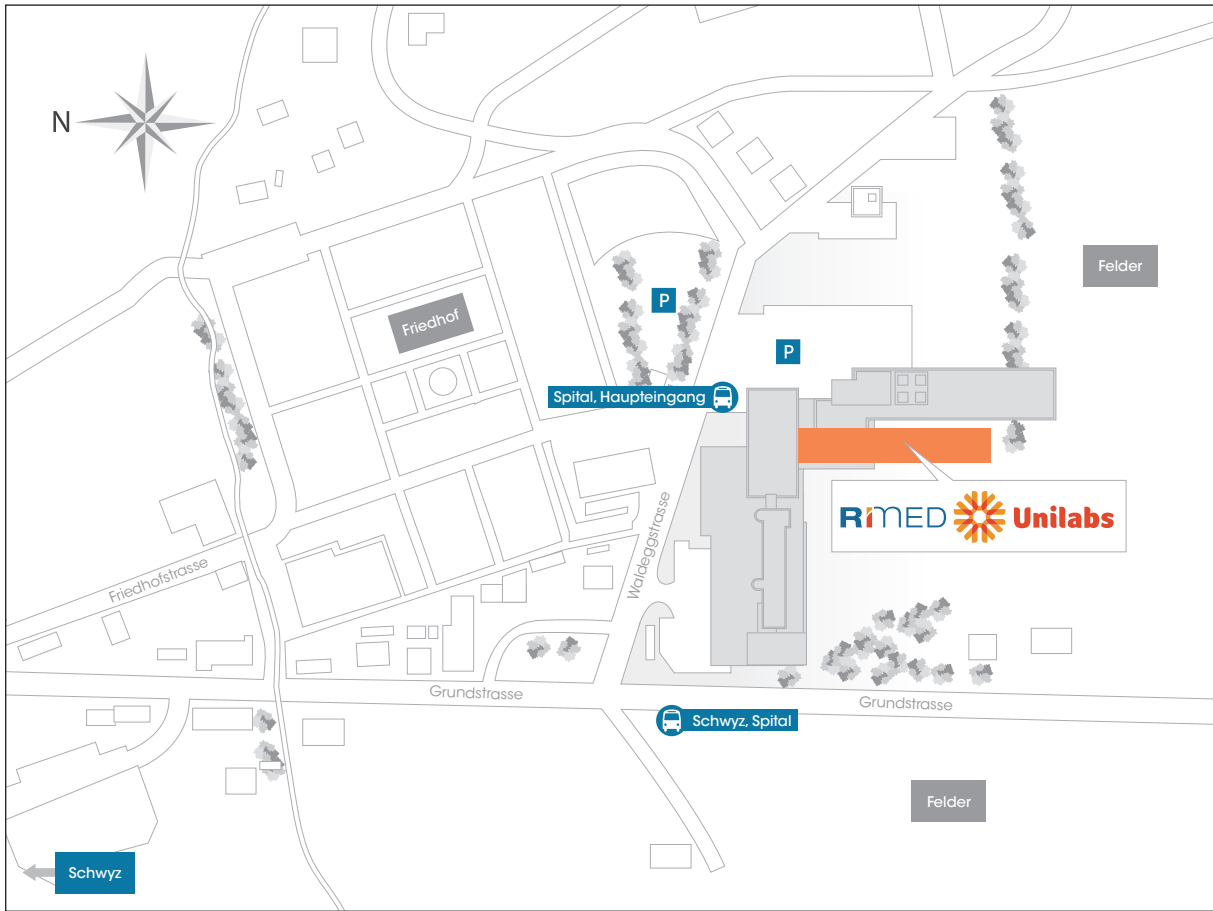 N
Felder
P
Friedhof
P
Spital, Haupteingang
RIMED Unilabs
Waldeggstrasse
Friedhofstrasse
Grundstrasse
Grundstrasse
Schwyz, Spital
Felder
Schwyz